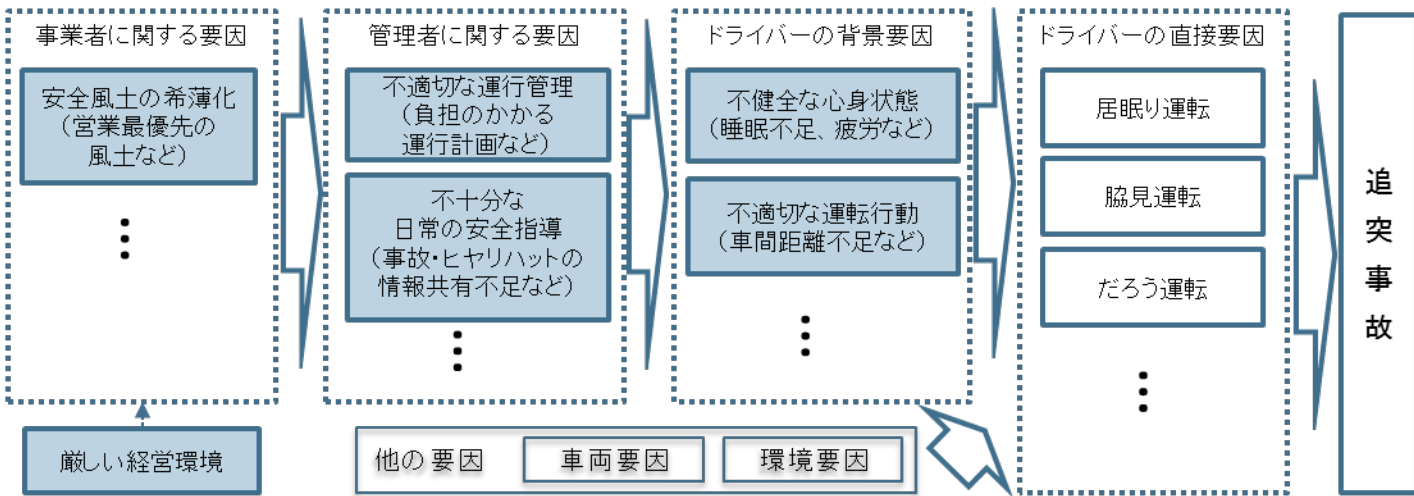 事業者に関する要因
安全風土の希薄化
(営業最優先の
風土など)
厳しい経営環境
管理者に関する要因
不適切な運行管理
(負担のかかる
運行計画など)
不十分な
日常の安全指導
(事故・ヒヤリハットの
情報共有不足など)
ドライバーの背景要因
不健全な心身状態
(睡眠不足、疲労など)
不適切な運転行動
(車間距離不足など)
他の要因
車両要因
環境要因
ドライバーの直接要因
居眠り運転
脇見運転
だろう運転
追突事故